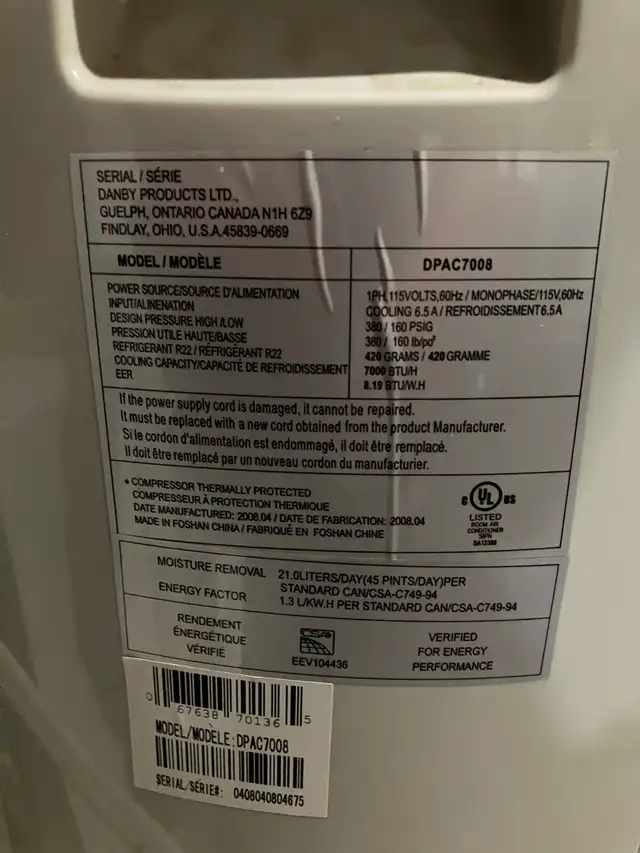 SERIAL / SÉRIE
DANBY PRODUCTS LTD.,
GUELPH, ONTARIO CANADA N1H 6Z9
FINDLAY, OHIO, U.S.A.45839-0669
MODEL / MODÈLE DPAC7008
POWER SOURCE/SOURCE D'ALIMENTATION 1PH,115VOLTS,60Hz / MONOPHASE/115V,60Hz
INPUT/ALINENATION COOLING 6.5 A / REFROIDISSEMENT6.5A
DESIGN PRESSURE HIGH /LOW 380 / 160 PSIG
PRESSION UTILE HAUTE/BASSE 380 / 160 lb/po²
REFRIGERANT R22 / RÉFRIGÉRANT R22 420 GRAMS / 420 GRAMME
COOLING CAPACITY/CAPACITÉ DE REFROIDISSEMENT 7000 BTU/H
EER 8.19 BTU/W.H
If the power supply cord is damaged, it cannot be repaired.
It must be replaced with a new cord obtained from the product Manufacturer.
Si le cordon d'alimentation est endommagé, il doit être remplacé.
Il doit être remplacé par un nouveau cordon du manufacturier.
* COMPRESSOR THERMALLY PROTECTED
COMPRESSEUR À PROTECTION THERMIQUE
DATE MANUFACTURED: 2008.04 / DATE DE FABRICATION: 2008.04
MADE IN FOSHAN CHINA / FABRIQUÉ EN FOSHAN CHINE
C UL US
LISTED
ROOM AIR
CONDITIONER
MOISTURE REMOVAL 21.0LITERS/DAY(45 PINTS/DAY)PER
STANDARD CAN/CSA-C749-94
ENERGY FACTOR 1.3 L/KW.H PER STANDARD CAN/CSA-C749-94
RENDEMENT
ÉNERGÉTIQUE
VÉRIFIÉ
CSA
EEV104436
VERIFIED
FOR ENERGY
PERFORMANCE
0 67638 70136 5
MODEL/MODÈLE:DPAC7008
SERIAL/SÉRIE#: 0408040804675